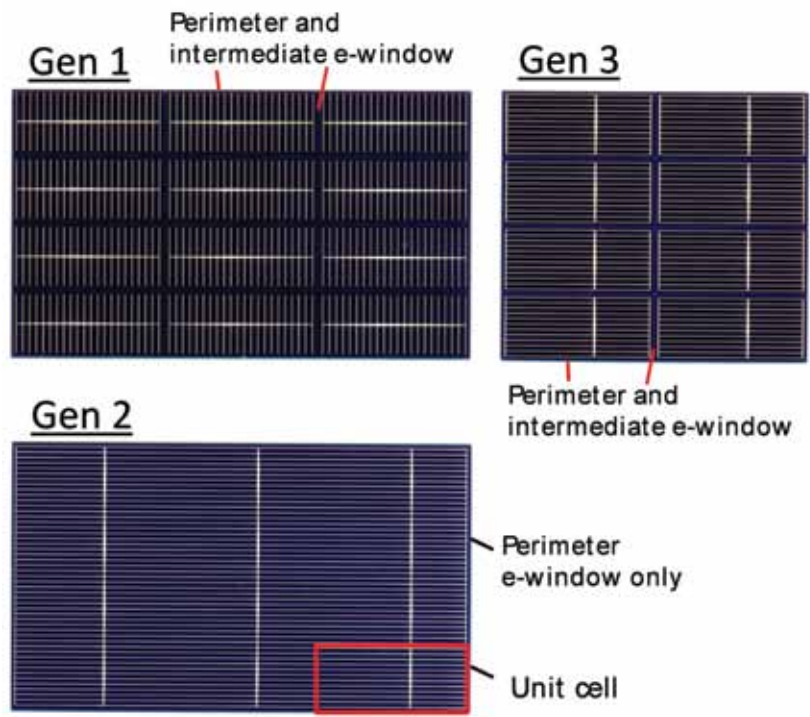 Perimeter and
intermediate e-window
Gen 1
Gen 3
Perimeter and
intermediate e-window
Gen 2
Perimeter
e-window only
Unit cell